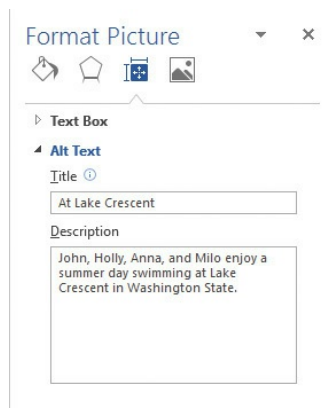 Format Picture
Text Box
Alt Text
Title
At Lake Crescent
Description
John, Holly, Anna, and Milo enjoy a
summer day swimming at Lake
Crescent in Washington State.